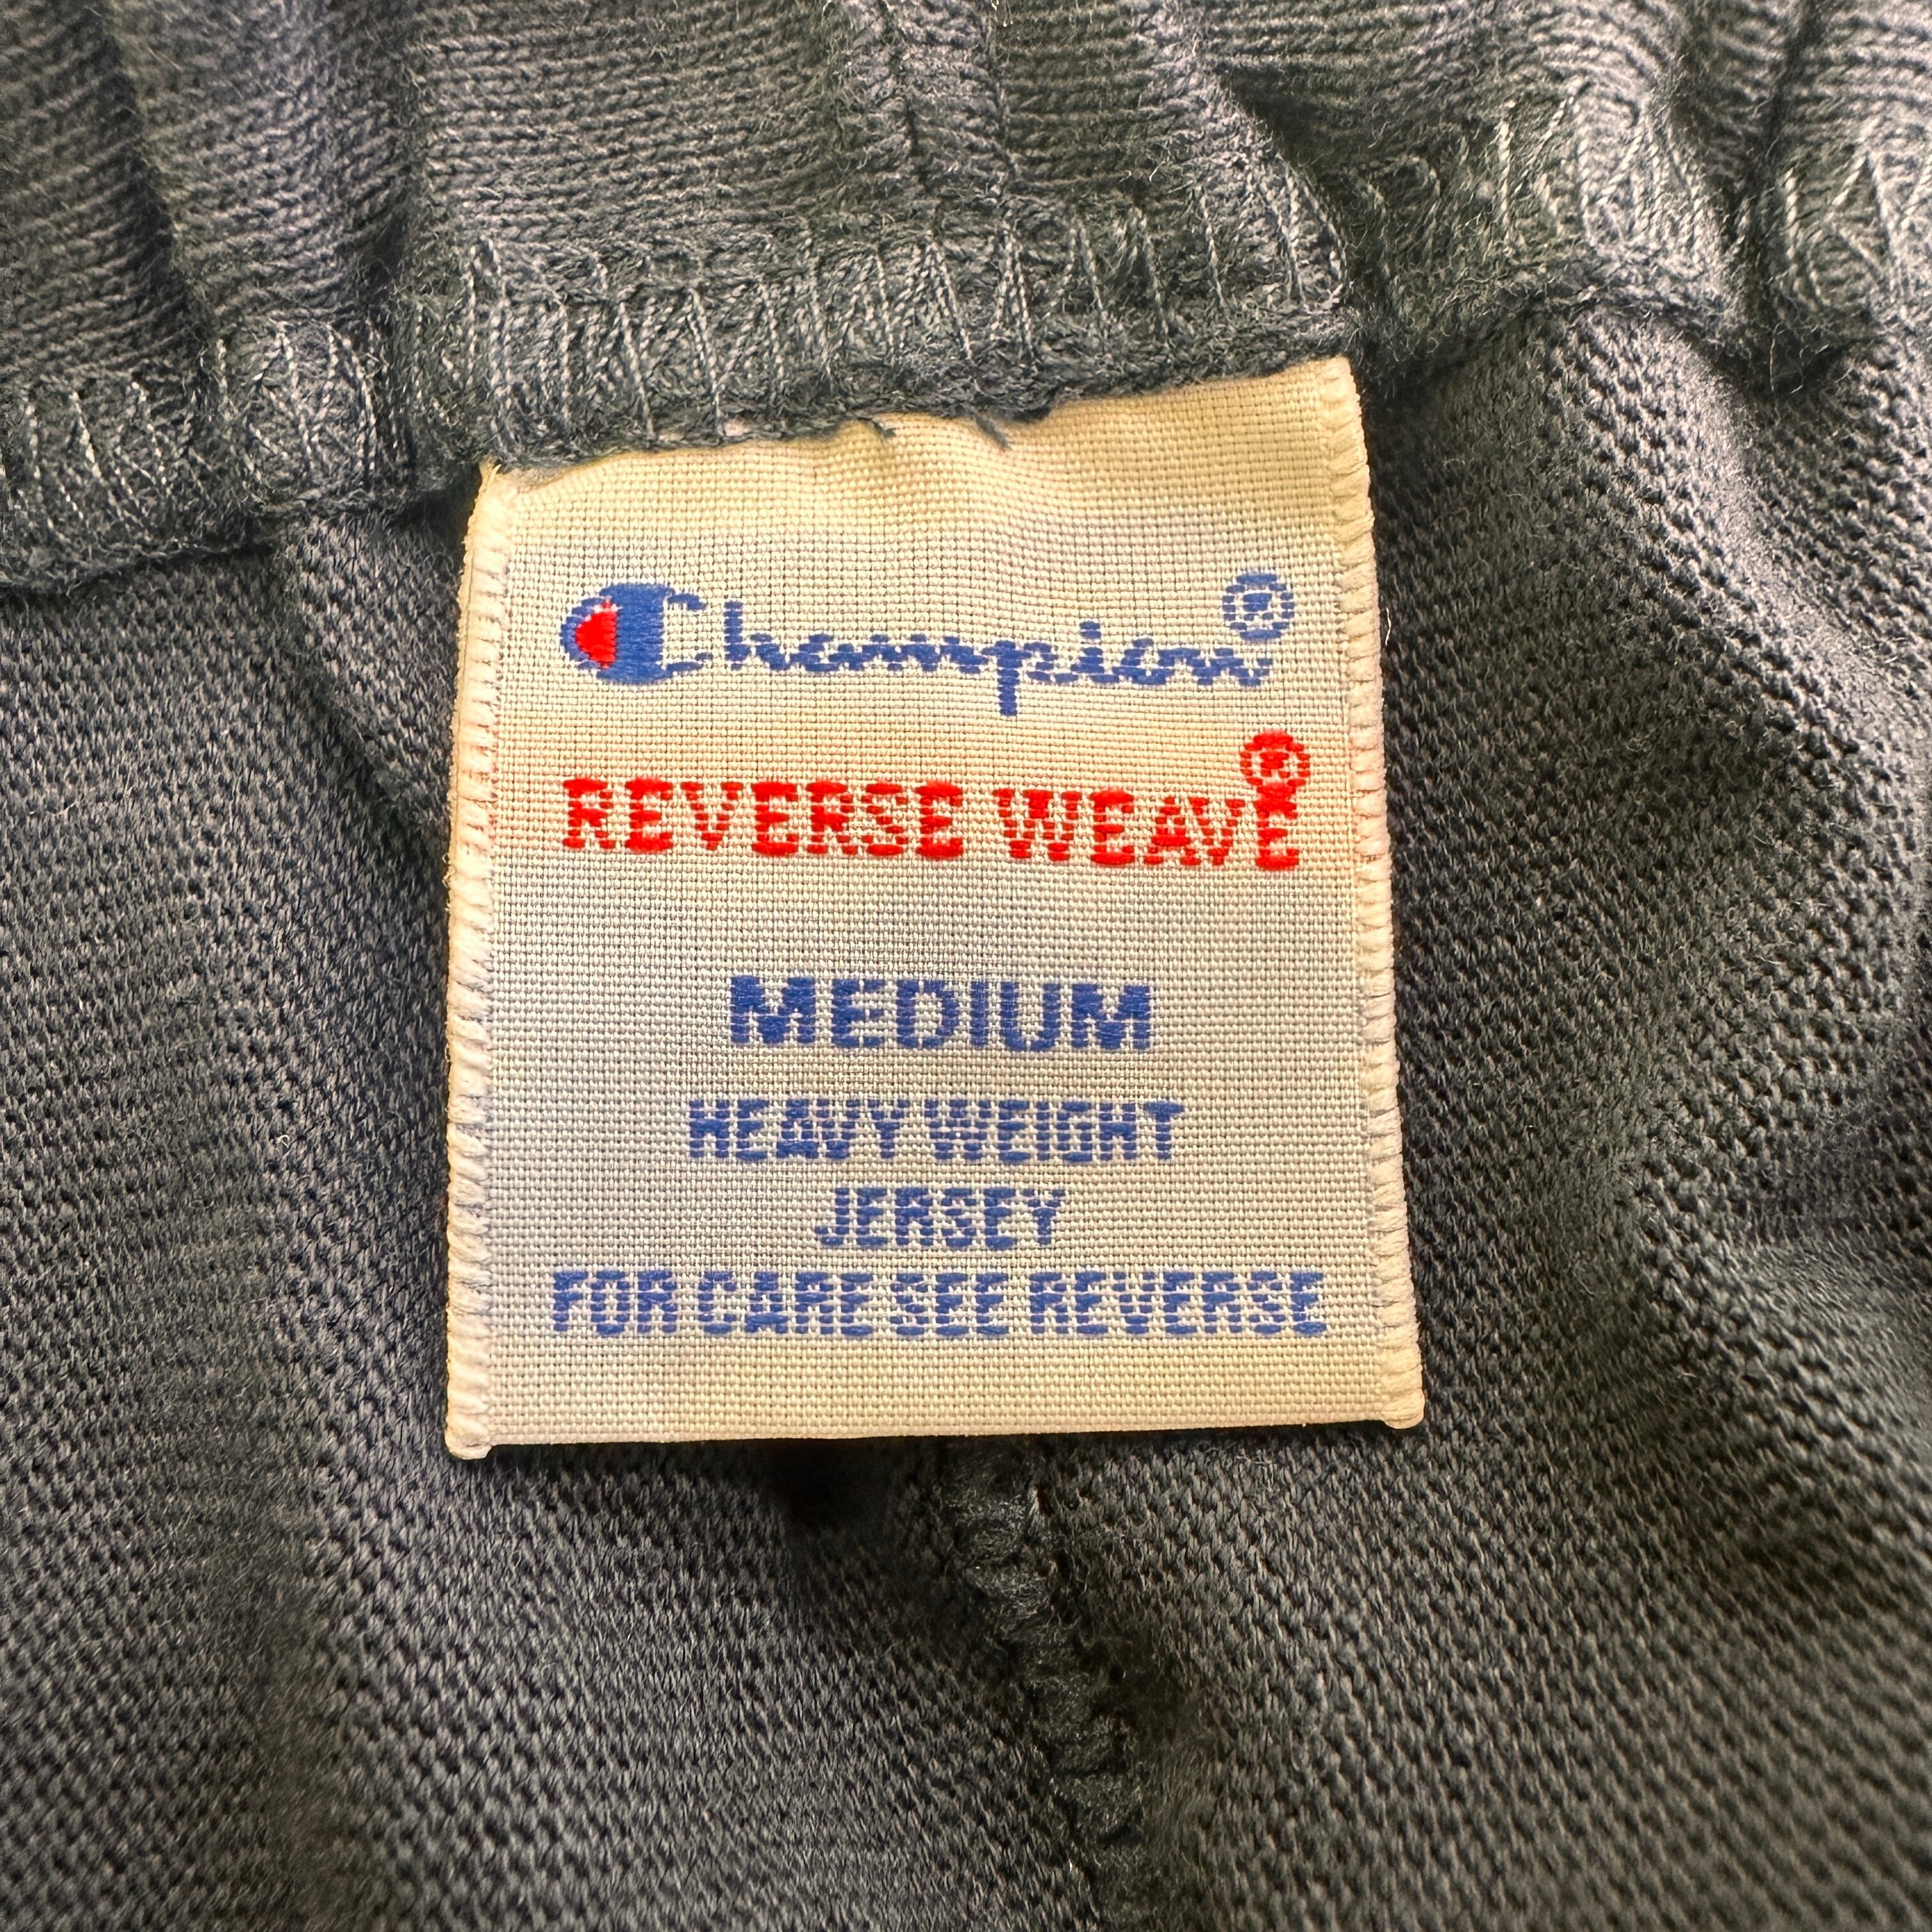 Champion®
REVERSE WEAVE®
MEDIUM
HEAVY WEIGHT
JERSEY
FOR CARE SEE REVERSE